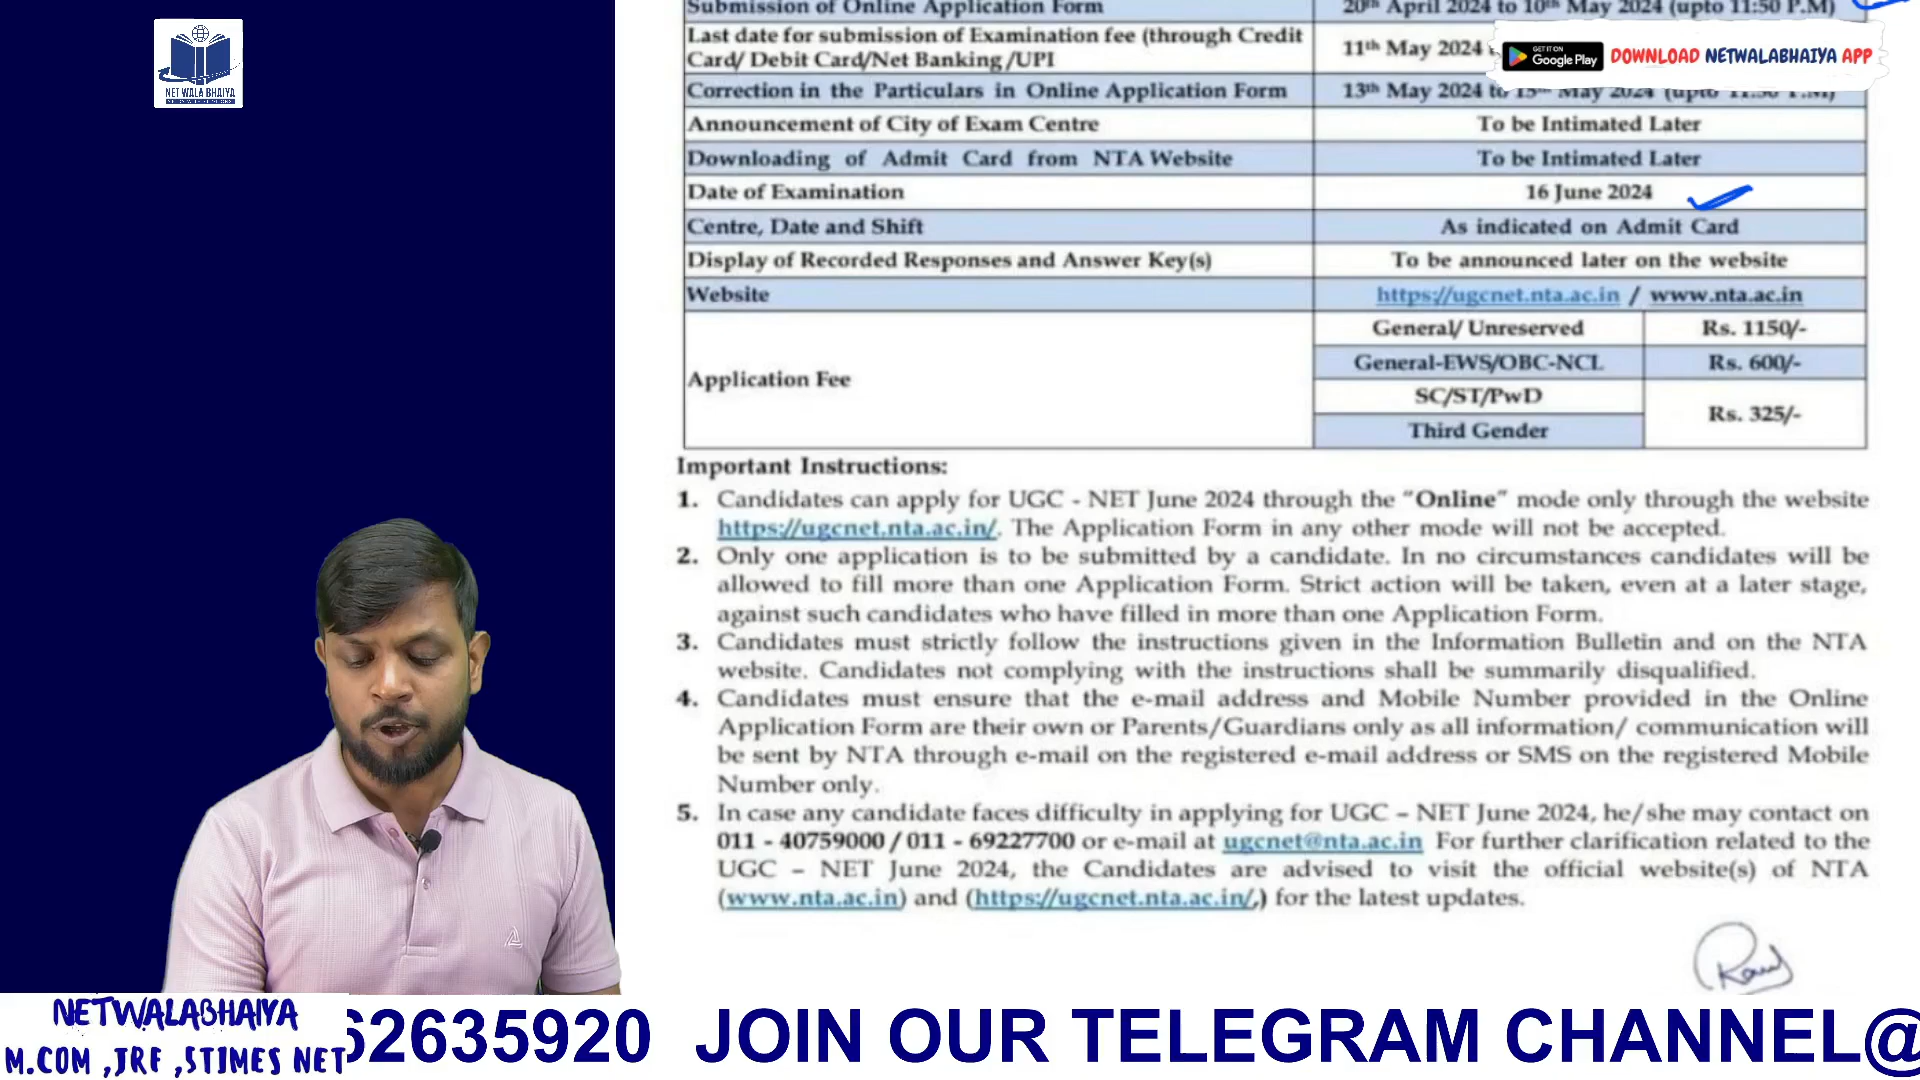 NET WALA BHAIYA
Submission of Online Application Form
20th April 2024 to 10th May 2024 (upto 11:50 P.M)
Last date for submission of Examination fee (through Credit
Card/ Debit Card/Net Banking /UPI
11th May 2024
GET IT ON
Google Play
DOWNLOAD NETWALABHAIYA APP
Correction in the Particulars in Online Application Form
13th May 2024 to 15th May 2024 (upto 11:50 P.M)
Announcement of City of Exam Centre
To be Intimated Later
Downloading of Admit Card from NTA Website
To be Intimated Later
Date of Examination
16 June 2024
Centre, Date and Shift
As indicated on Admit Card
Display of Recorded Responses and Answer Key(s)
To be announced later on the website
Website
https://ugcnet.nta.ac.in / www.nta.ac.in
Application Fee
General/ Unreserved
Rs. 1150/-
General-EWS/OBC-NCL
Rs. 600/-
SC/ST/PwD
Rs. 325/-
Third Gender
Important Instructions:
1. Candidates can apply for UGC - NET June 2024 through the “Online” mode only through the website
https://ugcnet.nta.ac.in/. The Application Form in any other mode will not be accepted.
2. Only one application is to be submitted by a candidate. In no circumstances candidates will be
allowed to fill more than one Application Form. Strict action will be taken, even at a later stage,
against such candidates who have filled in more than one Application Form.
3. Candidates must strictly follow the instructions given in the Information Bulletin and on the NTA
website. Candidates not complying with the instructions shall be summarily disqualified.
4. Candidates must ensure that the e-mail address and Mobile Number provided in the Online
Application Form are their own or Parents/Guardians only as all information/ communication will
be sent by NTA through e-mail on the registered e-mail address or SMS on the registered Mobile
Number only.
5. In case any candidate faces difficulty in applying for UGC – NET June 2024, he/she may contact on
011 - 40759000 / 011 - 69227700 or e-mail at ugcnet@nta.ac.in For further clarification related to the
UGC – NET June 2024, the Candidates are advised to visit the official website(s) of NTA
(www.nta.ac.in) and (https://ugcnet.nta.ac.in/,) for the latest updates.
NETWALABHAIYA
M.COM ,JRF ,5TIMES NET
62635920 JOIN OUR TELEGRAM CHANNEL@